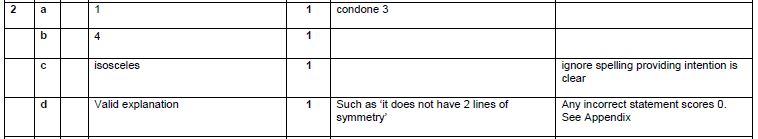 2 a 1 1 condone 3
b 4 1
c isosceles 1 ignore spelling providing intention is
clear
d Valid explanation 1 Such as ‘it does not have 2 lines of Any incorrect statement scores 0.
symmetry’ See Appendix